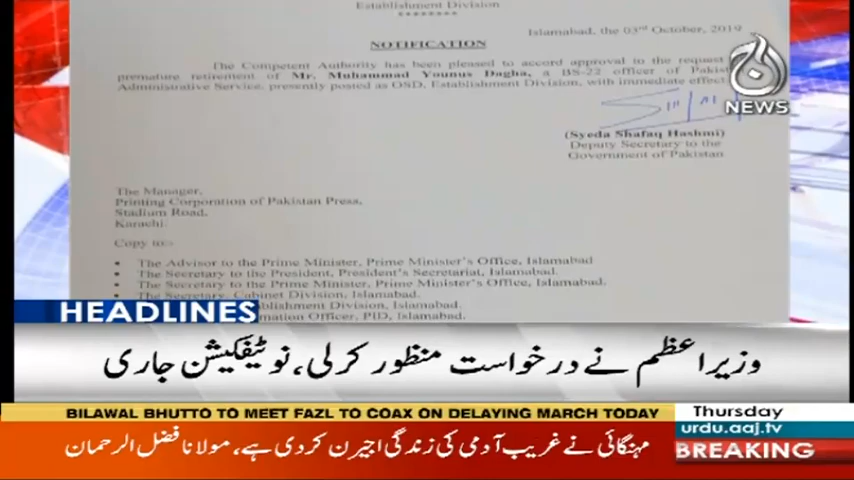 Establishment Division
********
Islamabad, the 03rd October, 2019
NOTIFICATION
The Competent Authority has been pleased to accord approval to the request
premature retirement of Mr. Muhammad Younus Dagha, a BS-22 officer of Pakist
Administrative Service, presently posted as OSD, Establishment Division, with immediate effect
(Syeda Shafaq Hashmi)
Deputy Secretary to the
Government of Pakistan
آج
NEWS
The Manager,
Printing Corporation of Pakistan Press,
Stadium Road,
Karachi
Copy to:-
• The Advisor to the Prime Minister, Prime Minister's Office, Islamabad
• The Secretary to the President, President's Secretariat, Islamabad.
• The Secretary to the Prime Minister, Prime Minister's Office, Islamabad.
• The Secretary, Cabinet Division, Islamabad.
blishment Division, Islamabad.
mation Officer, PID, Islamabad.
HEADLINES
وزیراعظم نے درخواست منظور کرلی، نوٹیفکیشن جاری
BILAWAL BHUTTO TO MEET FAZL TO COAX ON DELAYING MARCH TODAY
Thursday
urdu.aaj.tv
مہنگائی نے غریب آدمی کی زندگی اجیرن کردی ہے، مولانا فضل الرحمان
BREAKING